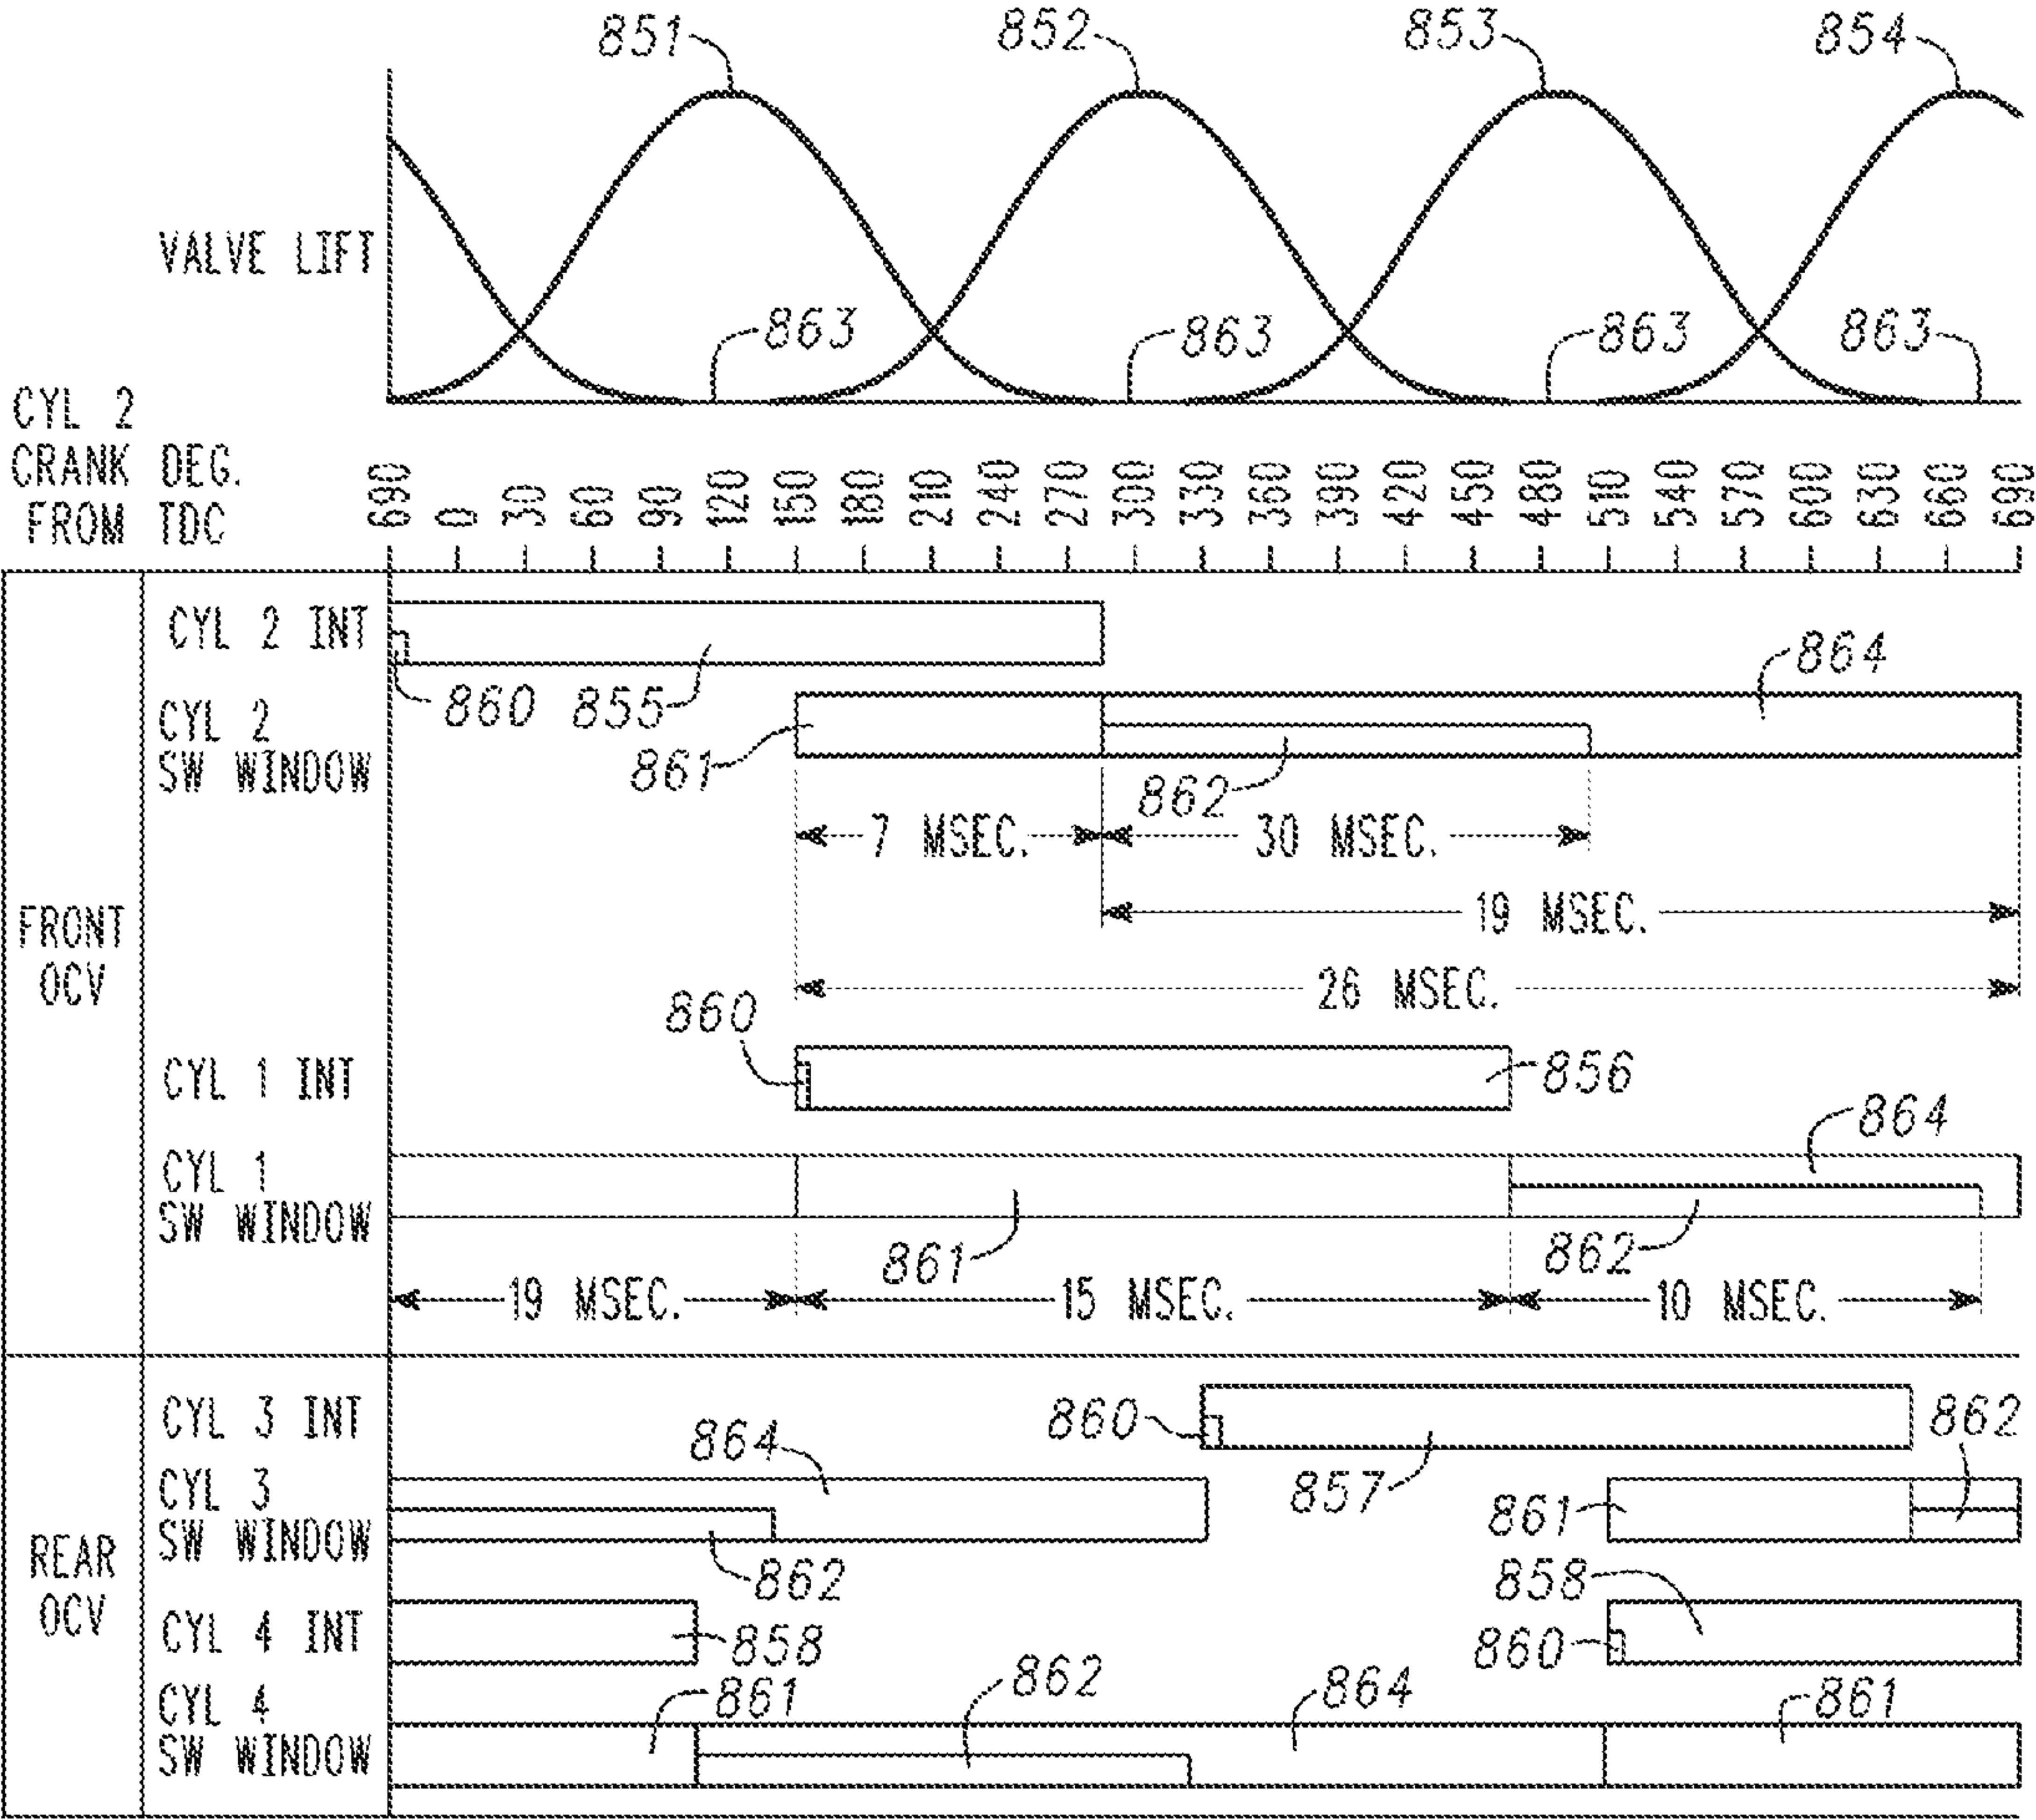 851
852
853
854
VALVE LIFT
863
863
863
863
CYL 2
CRANK DEG.
FROM TDC
690 0 30 60 90 120 150 180 210 240 270 300 330 360 390 420 450 480 510 540 570 600 630 660 690
FRONT
OCV
CYL 2 INT
860
855
864
CYL 2
SW WINDOW
861
862
7 MSEC.
30 MSEC.
19 MSEC.
26 MSEC.
860
CYL 1 INT
856
864
CYL 1
SW WINDOW
861
862
19 MSEC.
15 MSEC.
10 MSEC.
REAR
OCV
CYL 3 INT
860
857
862
864
CYL 3
SW WINDOW
862
861
CYL 4 INT
858
858
860
CYL 4
SW WINDOW
861
862
864
861